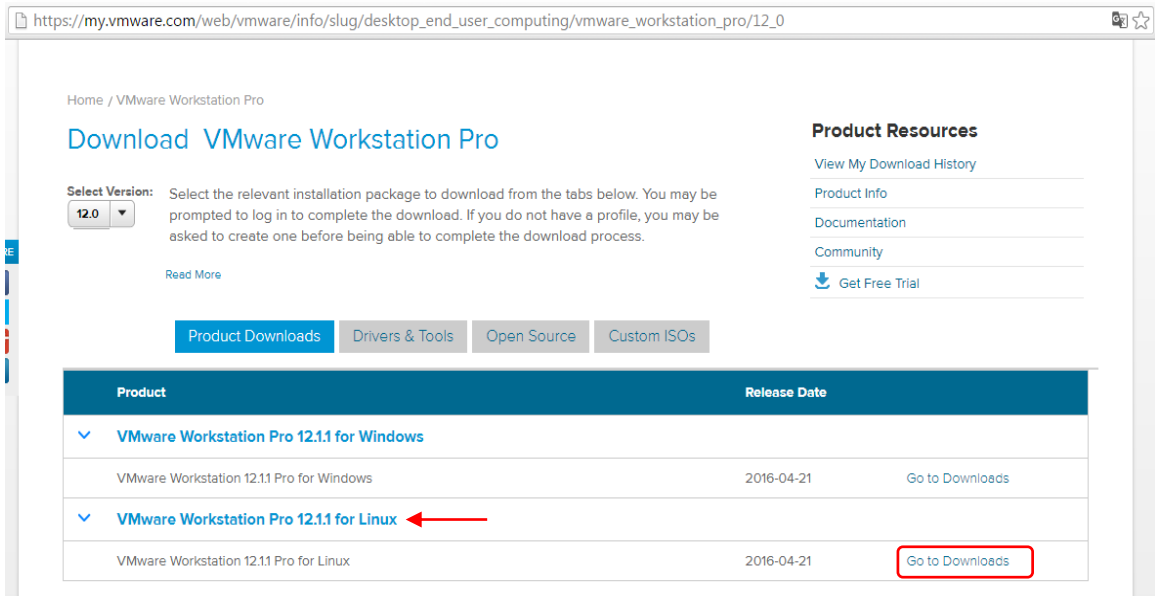 https://my.vmware.com/web/vmware/info/slug/desktop_end_user_computing/vmware_workstation_pro/12_0
Home / VMware Workstation Pro
Download VMware Workstation Pro
Select Version:
12.0
Select the relevant installation package to download from the tabs below. You may be
prompted to log in to complete the download. If you do not have a profile, you may be
asked to create one before being able to complete the download process.
Read More
Product Resources
View My Download History
Product Info
Documentation
Community
Get Free Trial
RE
Product Downloads Drivers & Tools Open Source Custom ISOs
Product Release Date
VMware Workstation Pro 12.1.1 for Windows
VMware Workstation 12.1.1 Pro for Windows 2016-04-21 Go to Downloads
VMware Workstation Pro 12.1.1 for Linux
VMware Workstation 12.1.1 Pro for Linux 2016-04-21 Go to Downloads